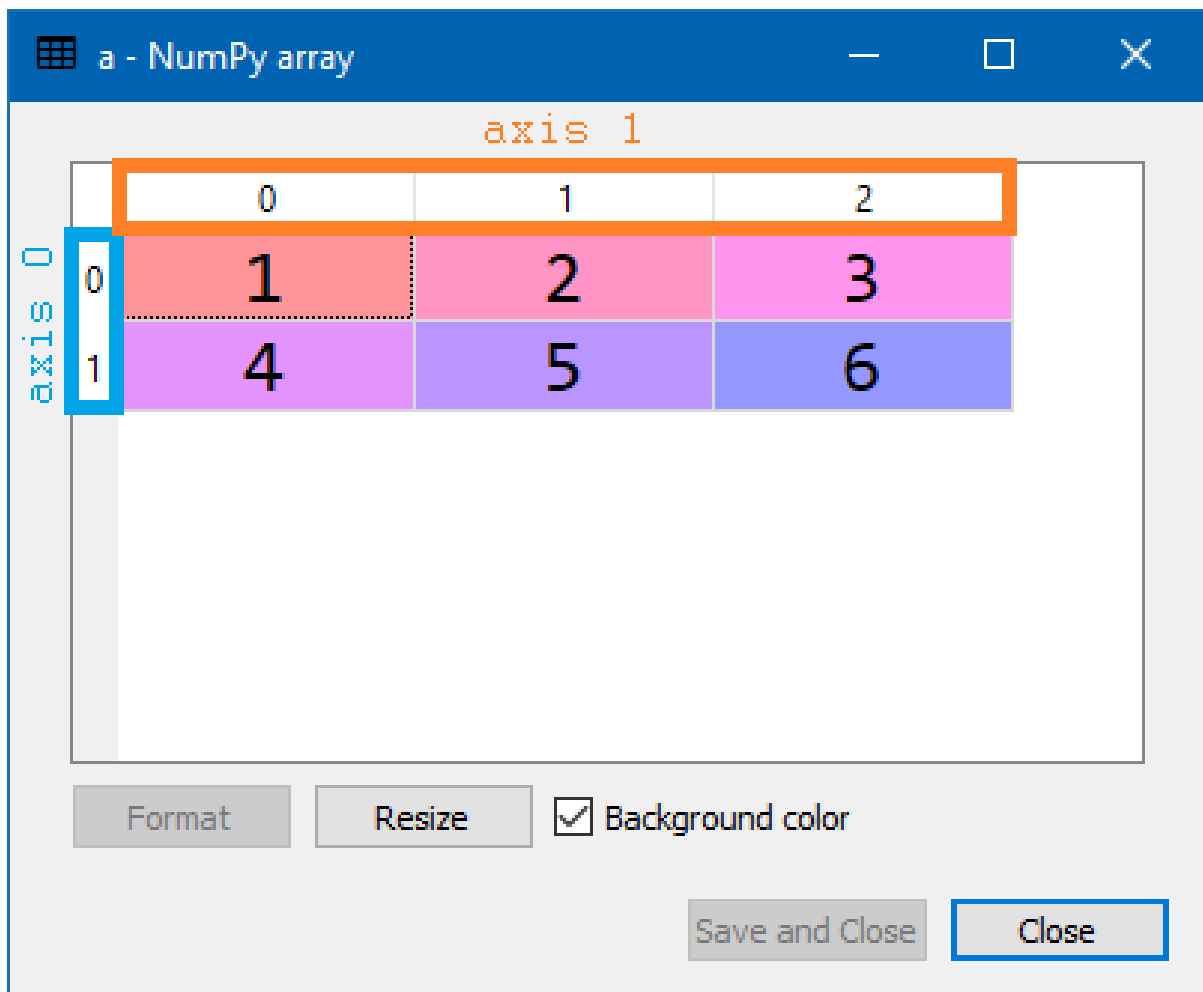 a - NumPy array
axis 1
0 1 2
axis 0
0 1 2 3
1 4 5 6
Format Resize Background color
Save and Close Close